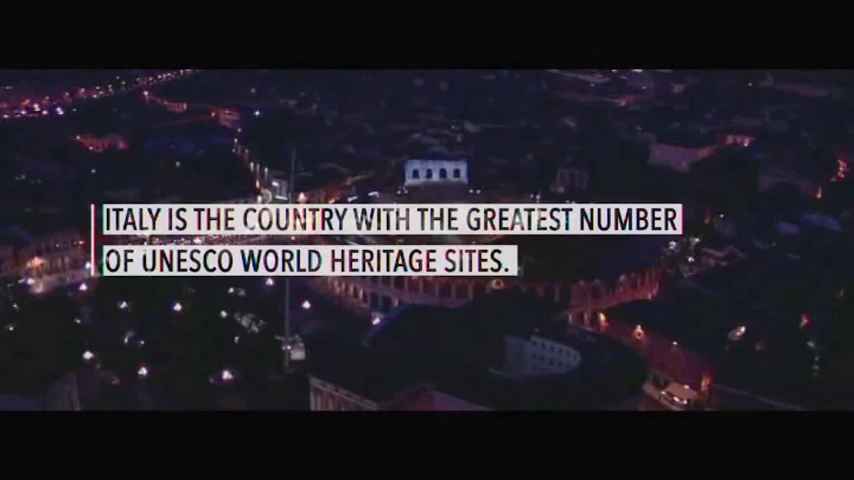 ITALY IS THE COUNTRY WITH THE GREATEST NUMBER
OF UNESCO WORLD HERITAGE SITES.